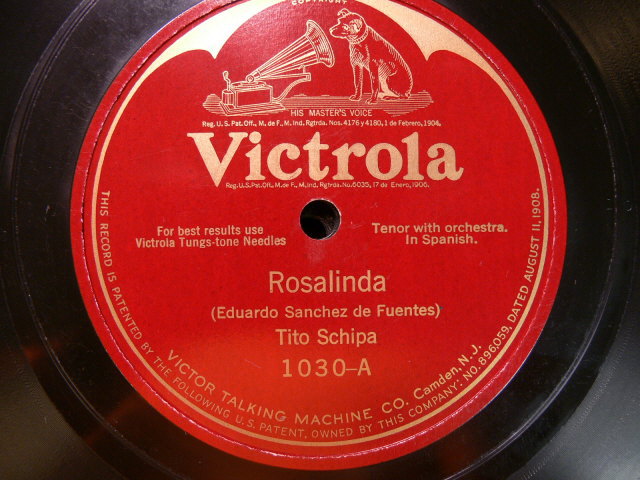 COPYRIGHT
HIS MASTER'S VOICE
Reg. U.S. Pat. Off., M. de F., M. Ind. Rgtrda. Nos. 4176 y 4180, 1 de Febrero, 1904.
Victrola
Reg. U.S. Pat. Off., M. de F., M. Ind. Rgtrda. No. 6035, 17 de Enero, 1906.
For best results use
Victrola Tungs-tone Needles
Tenor with orchestra.
In Spanish.
Rosalinda
(Eduardo Sanchez de Fuentes)
Tito Schipa
1030-A
VICTOR TALKING MACHINE CO. Camden, N.J.
THIS RECORD IS PATENTED BY THE FOLLOWING U.S. PATENT, OWNED BY THIS COMPANY: NO. 896,059, DATED AUGUST 11, 1908.